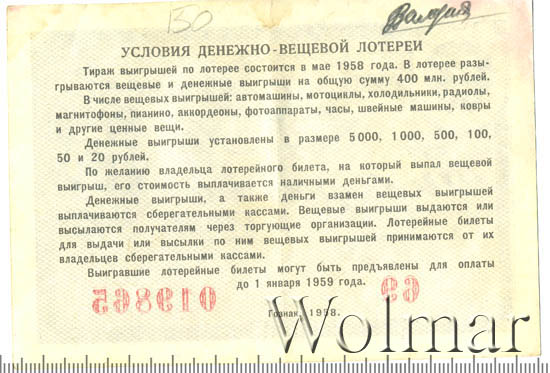 150
Валерий
УСЛОВИЯ ДЕНЕЖНО-ВЕЩЕВОЙ ЛОТЕРЕИ
Тираж выигрышей по лотерее состоится в мае 1958 года. В лотерее разы-
грываются вещевые и денежные выигрыши на общую сумму 400 млн. рублей.
В числе вещевых выигрышей: автомашины, мотоциклы, холодильники, радиолы,
магнитофоны, пианино, аккордеоны, фотоаппараты, часы, швейные машины, ковры
и другие ценные вещи.
Денежные выигрыши установлены в размере 5 000, 1 000, 500, 100,
50 и 20 рублей.
По желанию владельца лотерейного билета, на который выпал вещевой
выигрыш, его стоимость выплачивается наличными деньгами.
Денежные выигрыши, а также деньги взамен вещевых выигрышей
выплачиваются сберегательными кассами. Вещевые выигрыши выдаются или
высылаются получателям через торгующие организации. Лотерейные билеты
для выдачи или высылки по ним вещевых выигрышей принимаются от их
владельцев сберегательными кассами.
Выигравшие лотерейные билеты могут быть предъявлены для оплаты
до 1 января 1959 года.
Гознак, 1958.
Wolmar